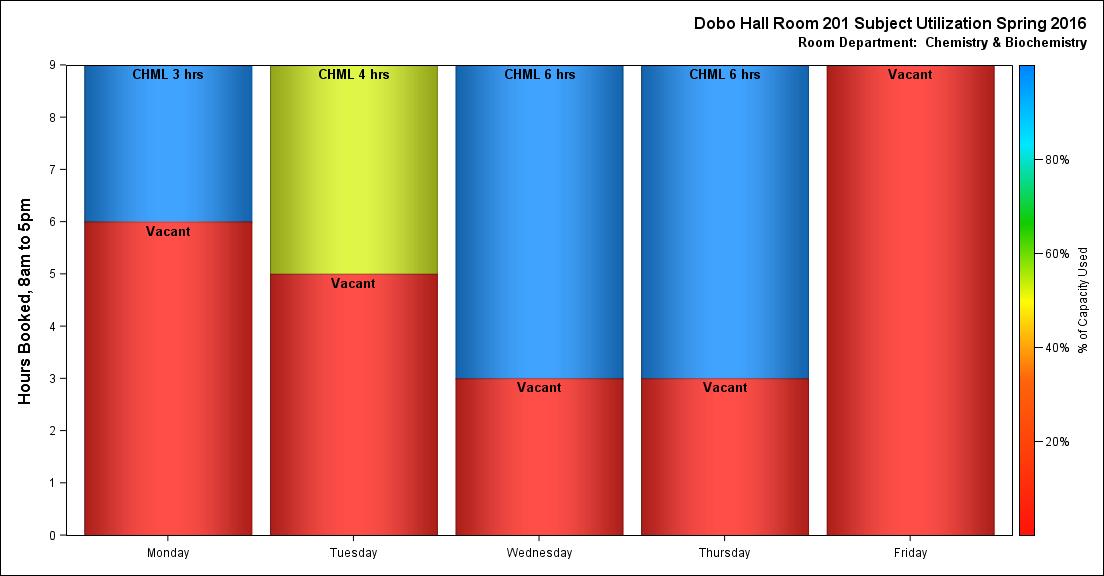 Dobo Hall Room 201 Subject Utilization Spring 2016
Room Department:  Chemistry & Biochemistry
Hours Booked, 8am to 5pm
9
8
7
6
5
4
3
2
1
0
CHML 3 hrs
Vacant
CHML 4 hrs
Vacant
CHML 6 hrs
Vacant
CHML 6 hrs
Vacant
Vacant
Monday
Tuesday
Wednesday
Thursday
Friday
80%
60%
40%
20%
% of Capacity Used